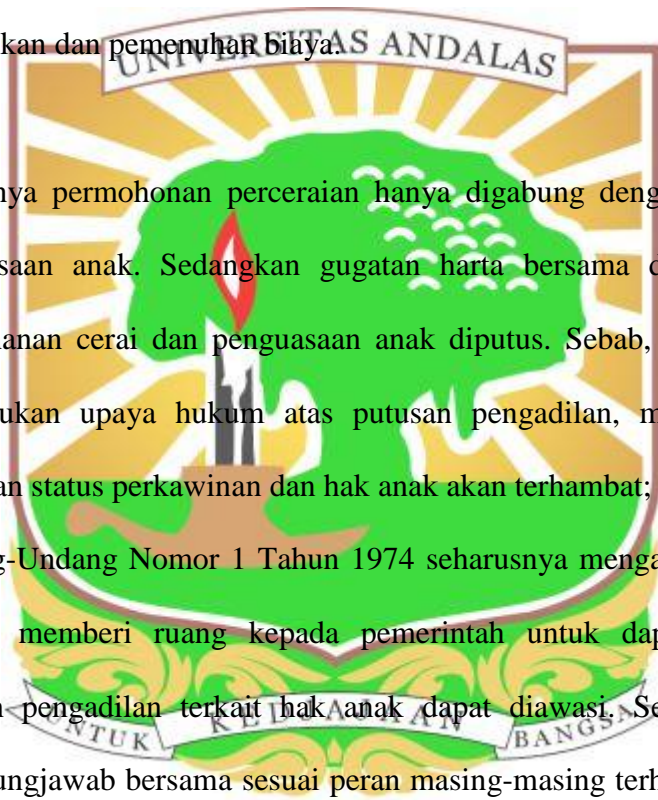 kan dan pemenuhan biaya.
UNIVERSITAS ANDALAS
nya permohonan perceraian hanya digabung deng
saan anak. Sedangkan gugatan harta bersama d
anan cerai dan penguasaan anak diputus. Sebab,
ukan upaya hukum atas putusan pengadilan, m
an status perkawinan dan hak anak akan terhambat;
g-Undang Nomor 1 Tahun 1974 seharusnya menga
memberi ruang kepada pemerintah untuk dap
pengadilan terkait hak anak dapat diawasi. Se
UNTUK KEDJAJAAN BANGSA
ungjawab bersama sesuai peran masing-masing terh